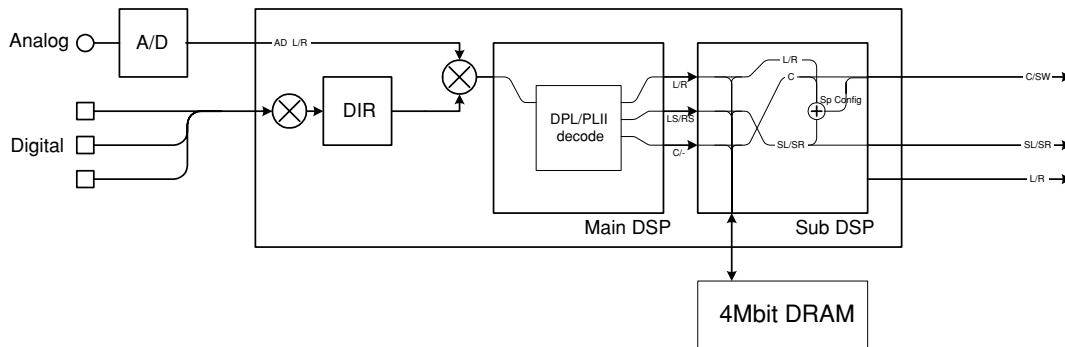 Analog
A/D
AD L/R
L/R
C
C/SW
Sp Config
L/R
DIR
DPL/PLII
decode
LS/RS
Digital
C/-
SL/SR
SL/SR
L/R
Main DSP
Sub DSP
4Mbit DRAM